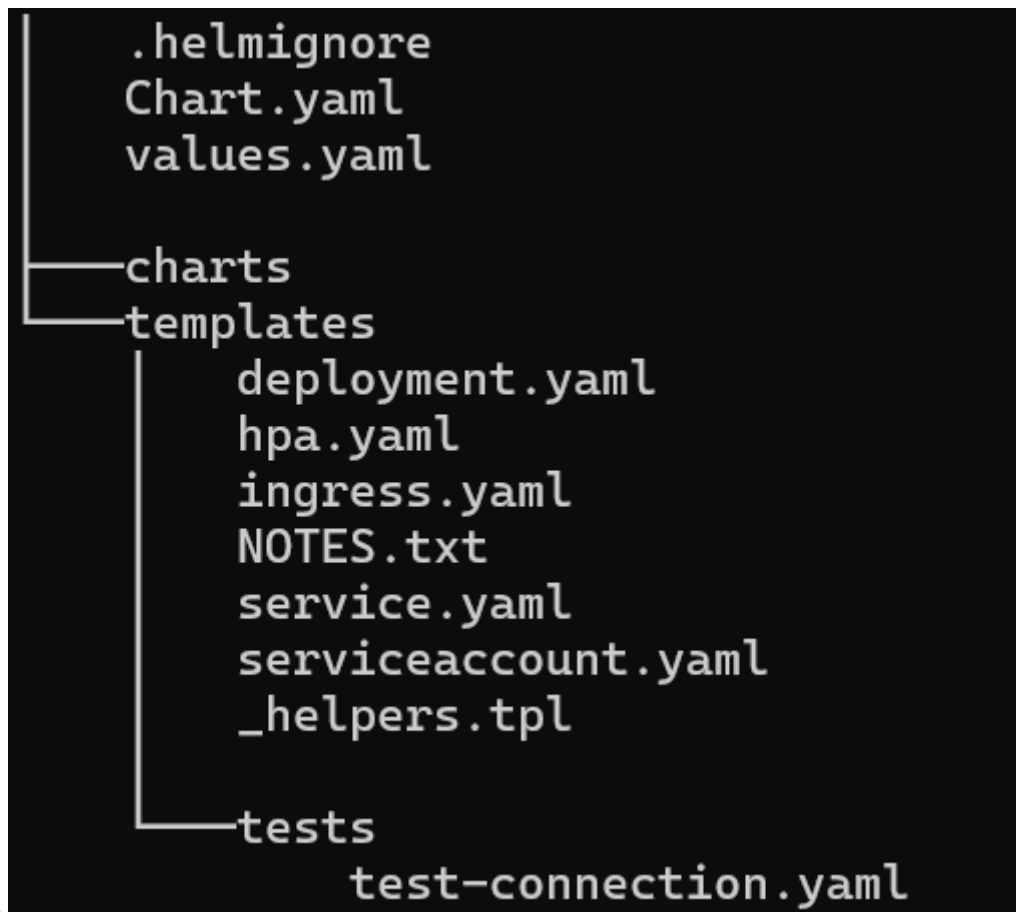 .helmignore
Chart.yaml
values.yaml
charts
templates
deployment.yaml
hpa.yaml
ingress.yaml
NOTES.txt
service.yaml
serviceaccount.yaml
_helpers.tpl
tests
test-connection.yaml